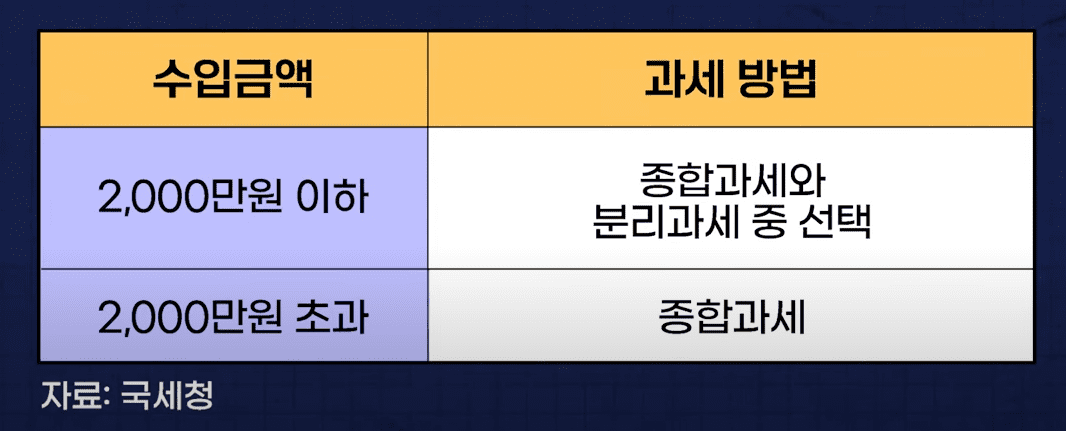 수입금액
과세 방법
2,000만원 이하
종합과세와
분리과세 중 선택
2,000만원 초과
종합과세
자료: 국세청